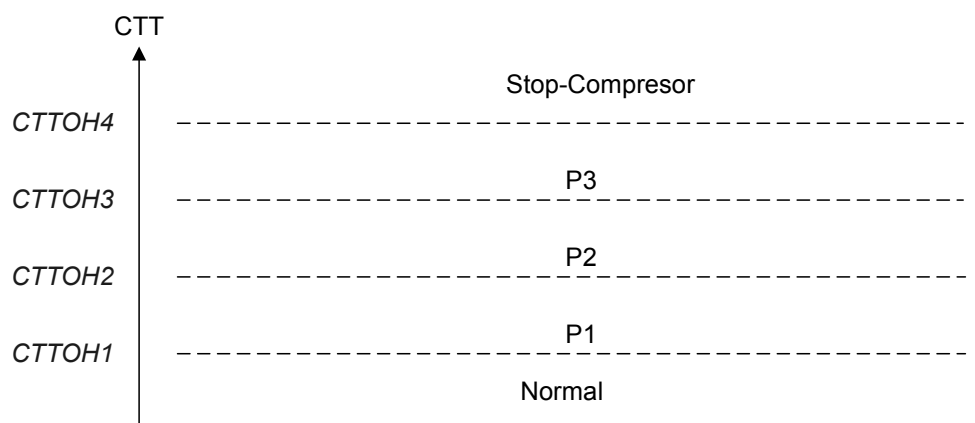 CTT
Stop-Compresor
CTTOH4
P3
CTTOH3
P2
CTTOH2
P1
CTTOH1
Normal